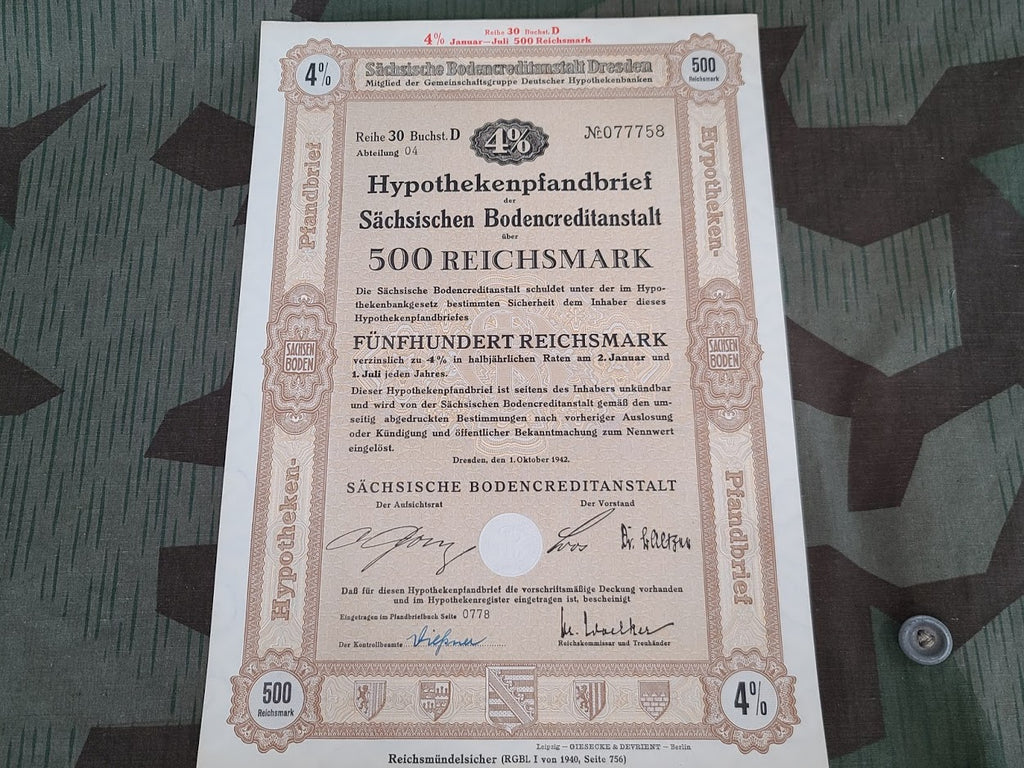 Reihe 30 Buchst. D
4% Januar—Juli 500 Reichsmark
4%
Sächsische Bodencreditanstalt Dresden
Mitglied der Gemeinschaftsgruppe Deutscher Hypothekenbanken
500
Reichsmark
Reihe 30 Buchst. D
Abteilung 04
4%
№ 077758
Hypothekenpfandbrief
der
Sächsischen Bodencreditanstalt
über
500 REICHSMARK
Die Sächsische Bodencreditanstalt schuldet unter der im Hypo-
thekenbankgesetz bestimmten Sicherheit dem Inhaber dieses
Hypothekenpfandbriefes
FÜNFHUNDERT REICHSMARK
verzinslich zu 4% in halbjährlichen Raten am 2. Januar und
1. Juli jeden Jahres.
Dieser Hypothekenpfandbrief ist seitens des Inhabers unkündbar
und wird von der Sächsischen Bodencreditanstalt gemäß den um-
seitig abgedruckten Bestimmungen nach vorheriger Auslosung
oder Kündigung und öffentlicher Bekanntmachung zum Nennwert
eingelöst.
Dresden, den 1. Oktober 1942.
SÄCHSISCHE BODENCREDITANSTALT
Der Aufsichtsrat
Der Vorstand
Daß für diesen Hypothekenpfandbrief die vorschriftsmäßige Deckung vorhanden
und im Hypothekenregister eingetragen ist, bescheinigt
Eingetragen im Pfandbriefbuch Seite 0778
Der Kontrollbeamte
Reichskommissar und Treuhänder
Hypotheken-
Pfandbrief
SACHSEN
BODEN
Hypotheken-
Pfandbrief
SACHSEN
BODEN
500
Reichsmark
4%
Leipzig — GIESECKE & DEVRIENT — Berlin
Reichsmündelsicher (RGBL I von 1940, Seite 756)